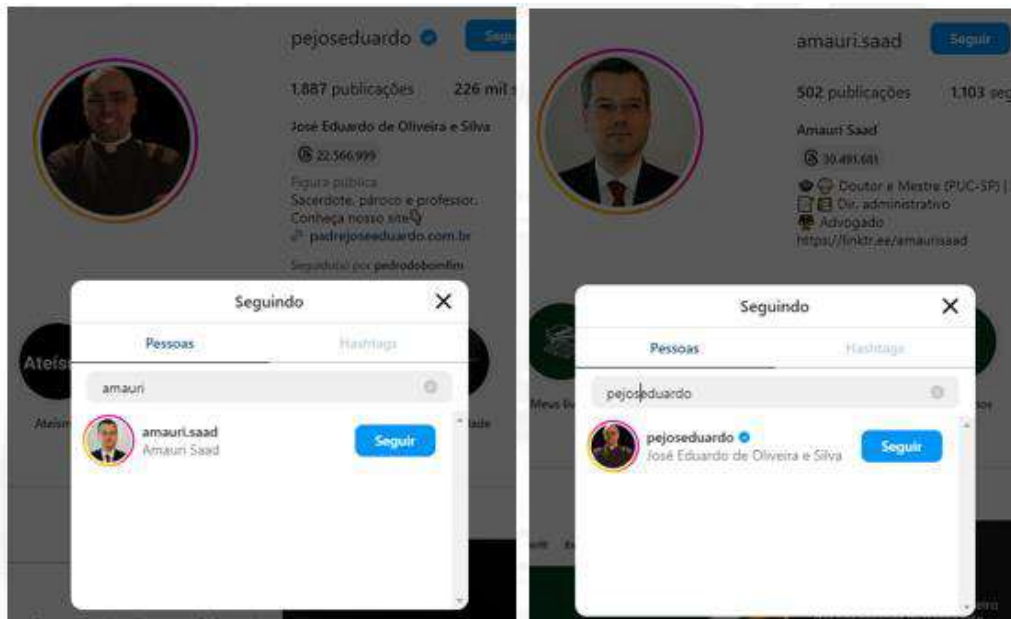 pejoseduardo
1.887 publicações 226 mil
José Eduardo de Oliveira e Silva
22.566.999
Figura pública
Sacerdote, pároco e professor.
Conheça nosso site
padrejoseeduardo.com.br
Seguido(a) por pedrodobomfim
Seguindo
Pessoas Hashtags
amauri
amauri.saad
Amauri Saad
Seguir
amauri.saad Seguir
502 publicações 1.103 seg
Amauri Saad
30.491.681
Doutor e Mestre (PUC-SP) |
Dir. administrativo
Advogado
https://linktr.ee/amaurisaad
Meus
Seguindo
Pessoas Hashtags
pejoseduardo
pejoseduardo
José Eduardo de Oliveira e Silva
Seguir